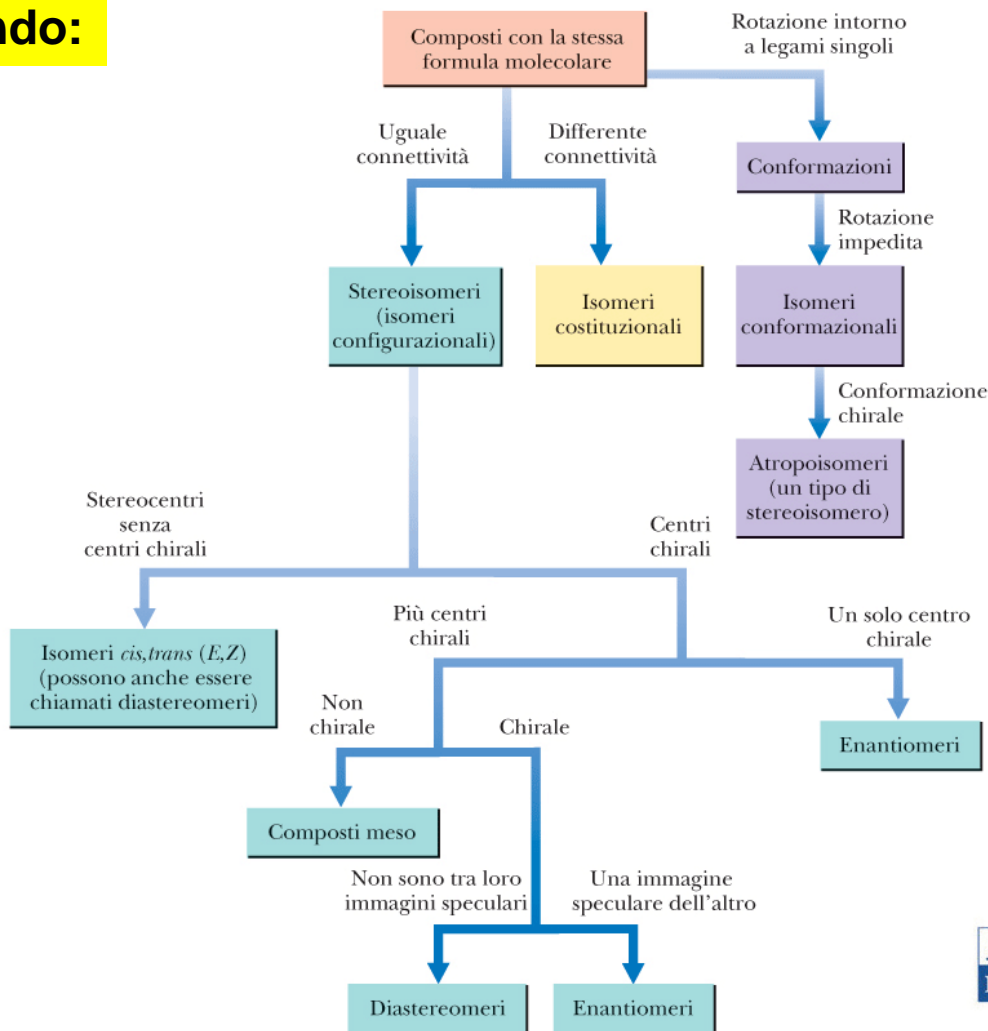 ndo:
Composti con la stessa
formula molecolare
Rotazione intorno
a legami singoli
Uguale
connettività
Differente
connettività
Conformazioni
Rotazione
impedita
Stereoisomeri
(isomeri
configurazionali)
Isomeri
costituzionali
Isomeri
conformazionali
Conformazione
chirale
Atropoisomeri
(un tipo di
stereoisomero)
Stereocentri
senza
centri chirali
Centri
chirali
Più centri
chirali
Un solo centro
chirale
Isomeri cis,trans (E,Z)
(possono anche essere
chiamati diastereomeri)
Non
chirale
Chirale
Enantiomeri
Composti meso
Non sono tra loro
immagini speculari
Una immagine
speculare dell'altro
Diastereomeri
Enantiomeri